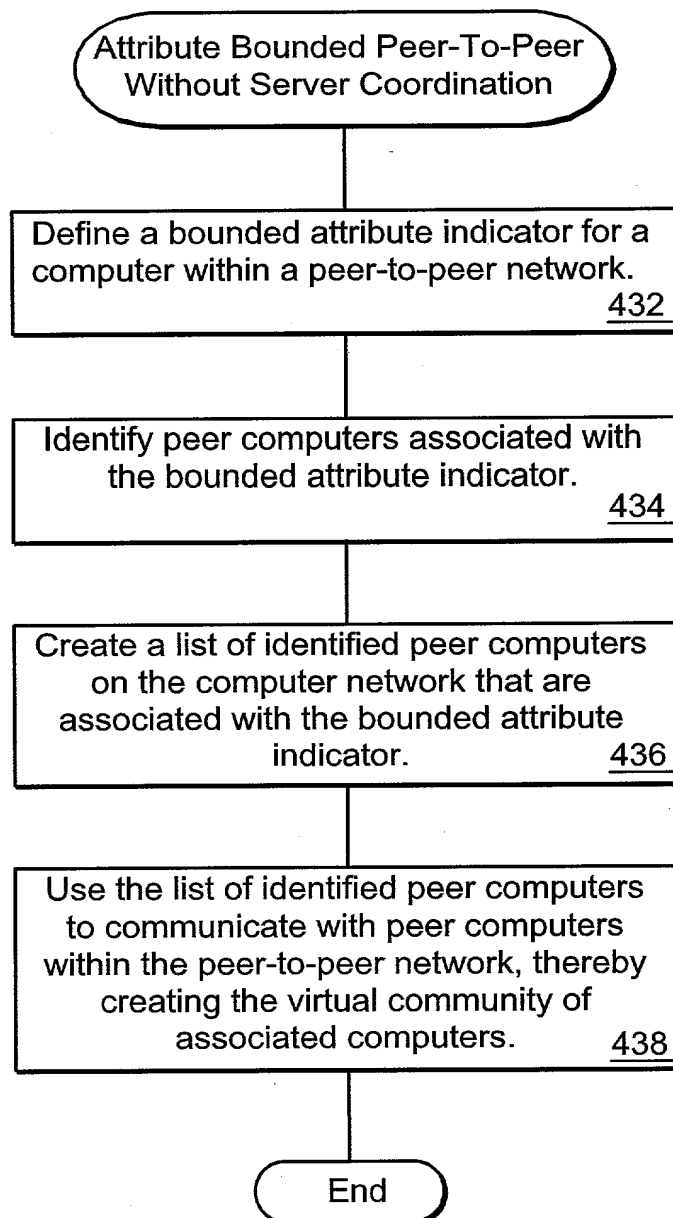 Attribute Bounded Peer-To-Peer
Without Server Coordination
Define a bounded attribute indicator for a
computer within a peer-to-peer network.
432
Identify peer computers associated with
the bounded attribute indicator.
434
Create a list of identified peer computers
on the computer network that are
associated with the bounded attribute
indicator. 436
Use the list of identified peer computers
to communicate with peer computers
within the peer-to-peer network, thereby
creating the virtual community of
associated computers. 438
End